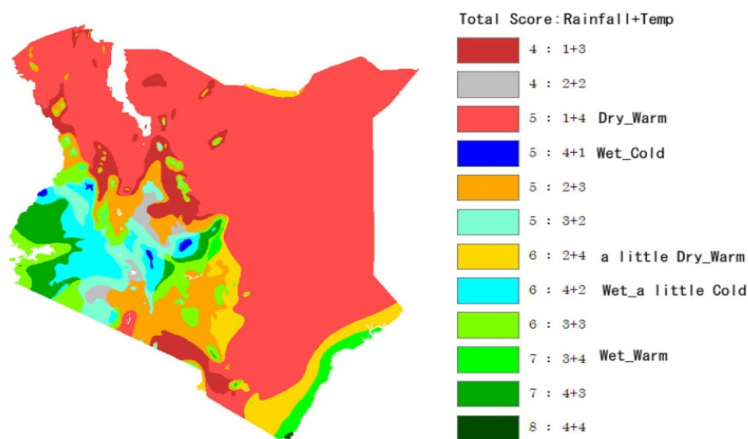 Total Score:Rainfall+Temp
4 : 1+3
4 : 2+2
5 : 1+4 Dry_Warm
5 : 4+1 Wet_Cold
5 : 2+3
5 : 3+2
6 : 2+4 a little Dry_Warm
6 : 4+2 Wet_a little Cold
6 : 3+3
7 : 3+4 Wet_Warm
7 : 4+3
8 : 4+4